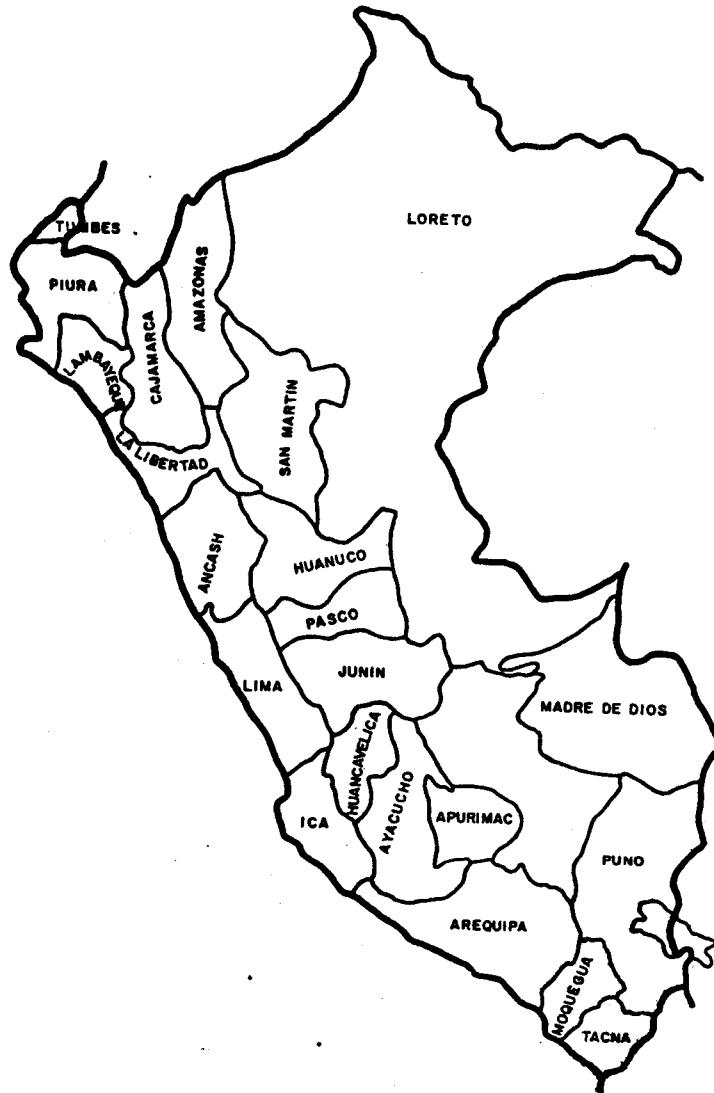 LORETO
TUMBES
PIURA
AMAZONAS
CAJAMARCA
LAMBAYEQUE
SAN MARTIN
LA LIBERTAD
ANCASH
HUANUCO
PASCO
JUNIN
LIMA
MADRE DE DIOS
HUANCAVELICA
ICA
AYACUCHO
APURIMAC
PUNO
AREQUIPA
MOQUEGUA
TACNA